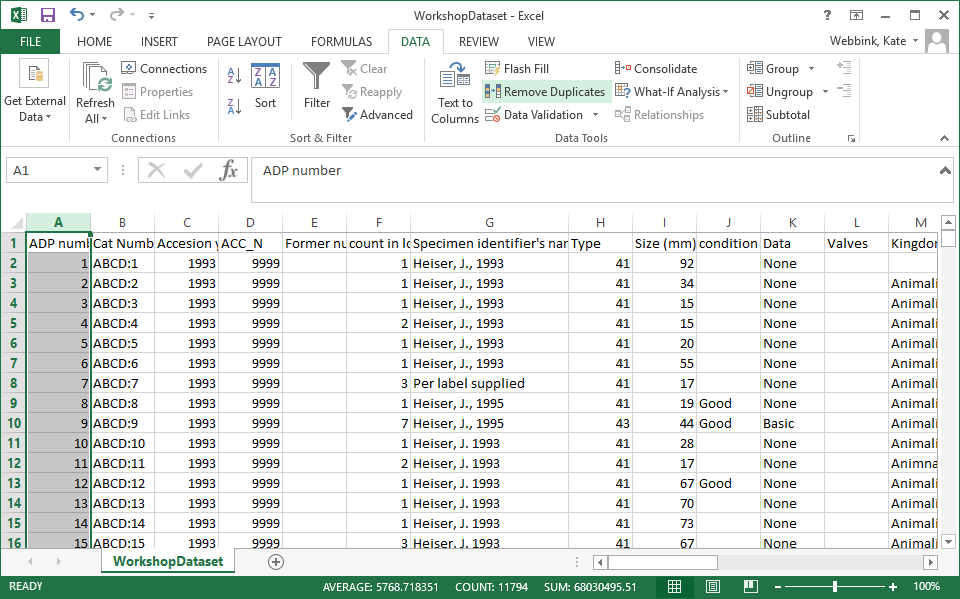 WorkshopDataset - Excel
FILE HOME INSERT PAGE LAYOUT FORMULAS DATA REVIEW VIEW Webbink, Kate
Get External Data
Refresh All
Connections
Properties
Edit Links
Connections
A Z
Z A
Z A A Z
Sort
Filter
Clear
Reapply
Advanced
Sort & Filter
Text to Columns
Flash Fill
Remove Duplicates
Data Validation
Consolidate
What-If Analysis
Relationships
Data Tools
Group
Ungroup
Subtotal
Outline
A1 fx ADP number
A B C D E F G H I J K L M
1 ADP numb Cat Numb Accesion y ACC_N Former nu count in lo Specimen identifier's nam Type Size (mm) condition Data Valves Kingdon
2 1 ABCD:1 1993 9999 1 Heiser, J., 1993 41 92 None
3 2 ABCD:2 1993 9999 1 Heiser, J., 1993 41 34 None Animali
4 3 ABCD:3 1993 9999 1 Heiser, J., 1993 41 15 None Animali
5 4 ABCD:4 1993 9999 2 Heiser, J., 1993 41 15 None Animali
6 5 ABCD:5 1993 9999 1 Heiser, J., 1993 41 20 None Animali
7 6 ABCD:6 1993 9999 1 Heiser, J., 1993 41 55 None Animali
8 7 ABCD:7 1993 9999 3 Per label supplied 41 17 None Animali
9 8 ABCD:8 1993 9999 1 Heiser, J., 1995 41 19 Good None Animali
10 9 ABCD:9 1993 9999 7 Heiser, J., 1995 43 44 Good Basic Animali
11 10 ABCD:10 1993 9999 1 Heiser, J. 1993 41 28 None Animali
12 11 ABCD:11 1993 9999 2 Heiser, J. 1993 41 17 None Animna
13 12 ABCD:12 1993 9999 1 Heiser, J. 1993 41 67 Good None Animali
14 13 ABCD:13 1993 9999 1 Heiser, J. 1993 41 70 None Animali
15 14 ABCD:14 1993 9999 1 Heiser, J. 1993 41 73 None Animali
16 15 ABCD:15 1993 9999 3 Heiser, J. 1993 41 67 None Animali
WorkshopDataset
READY AVERAGE: 5768.718351 COUNT: 11794 SUM: 68030495.51 100%